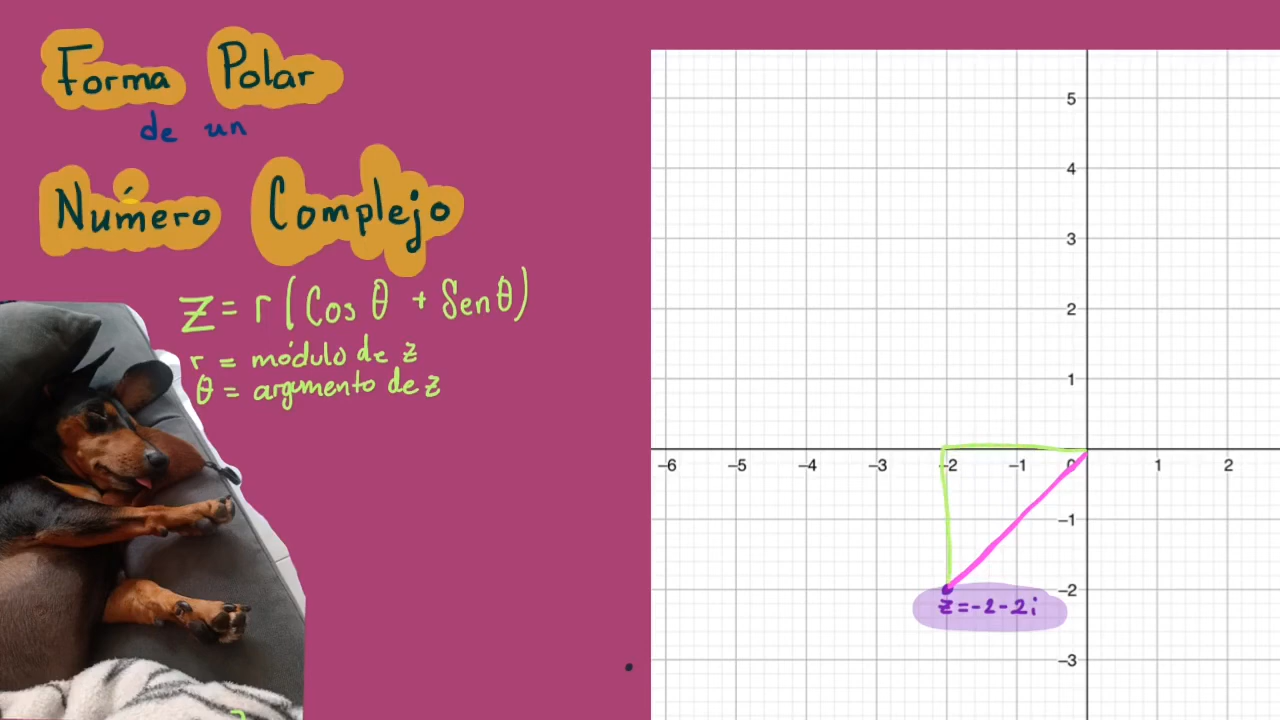 Forma Polar
de un
Número Complejo
z = r ( Cos θ + Sen θ)
r = módulo de z
θ = argumento de z
5
4
3
2
1
-6 -5 -4 -3 -2 -1 0 1 2
-1
-2
z = -2 - 2 i
-3